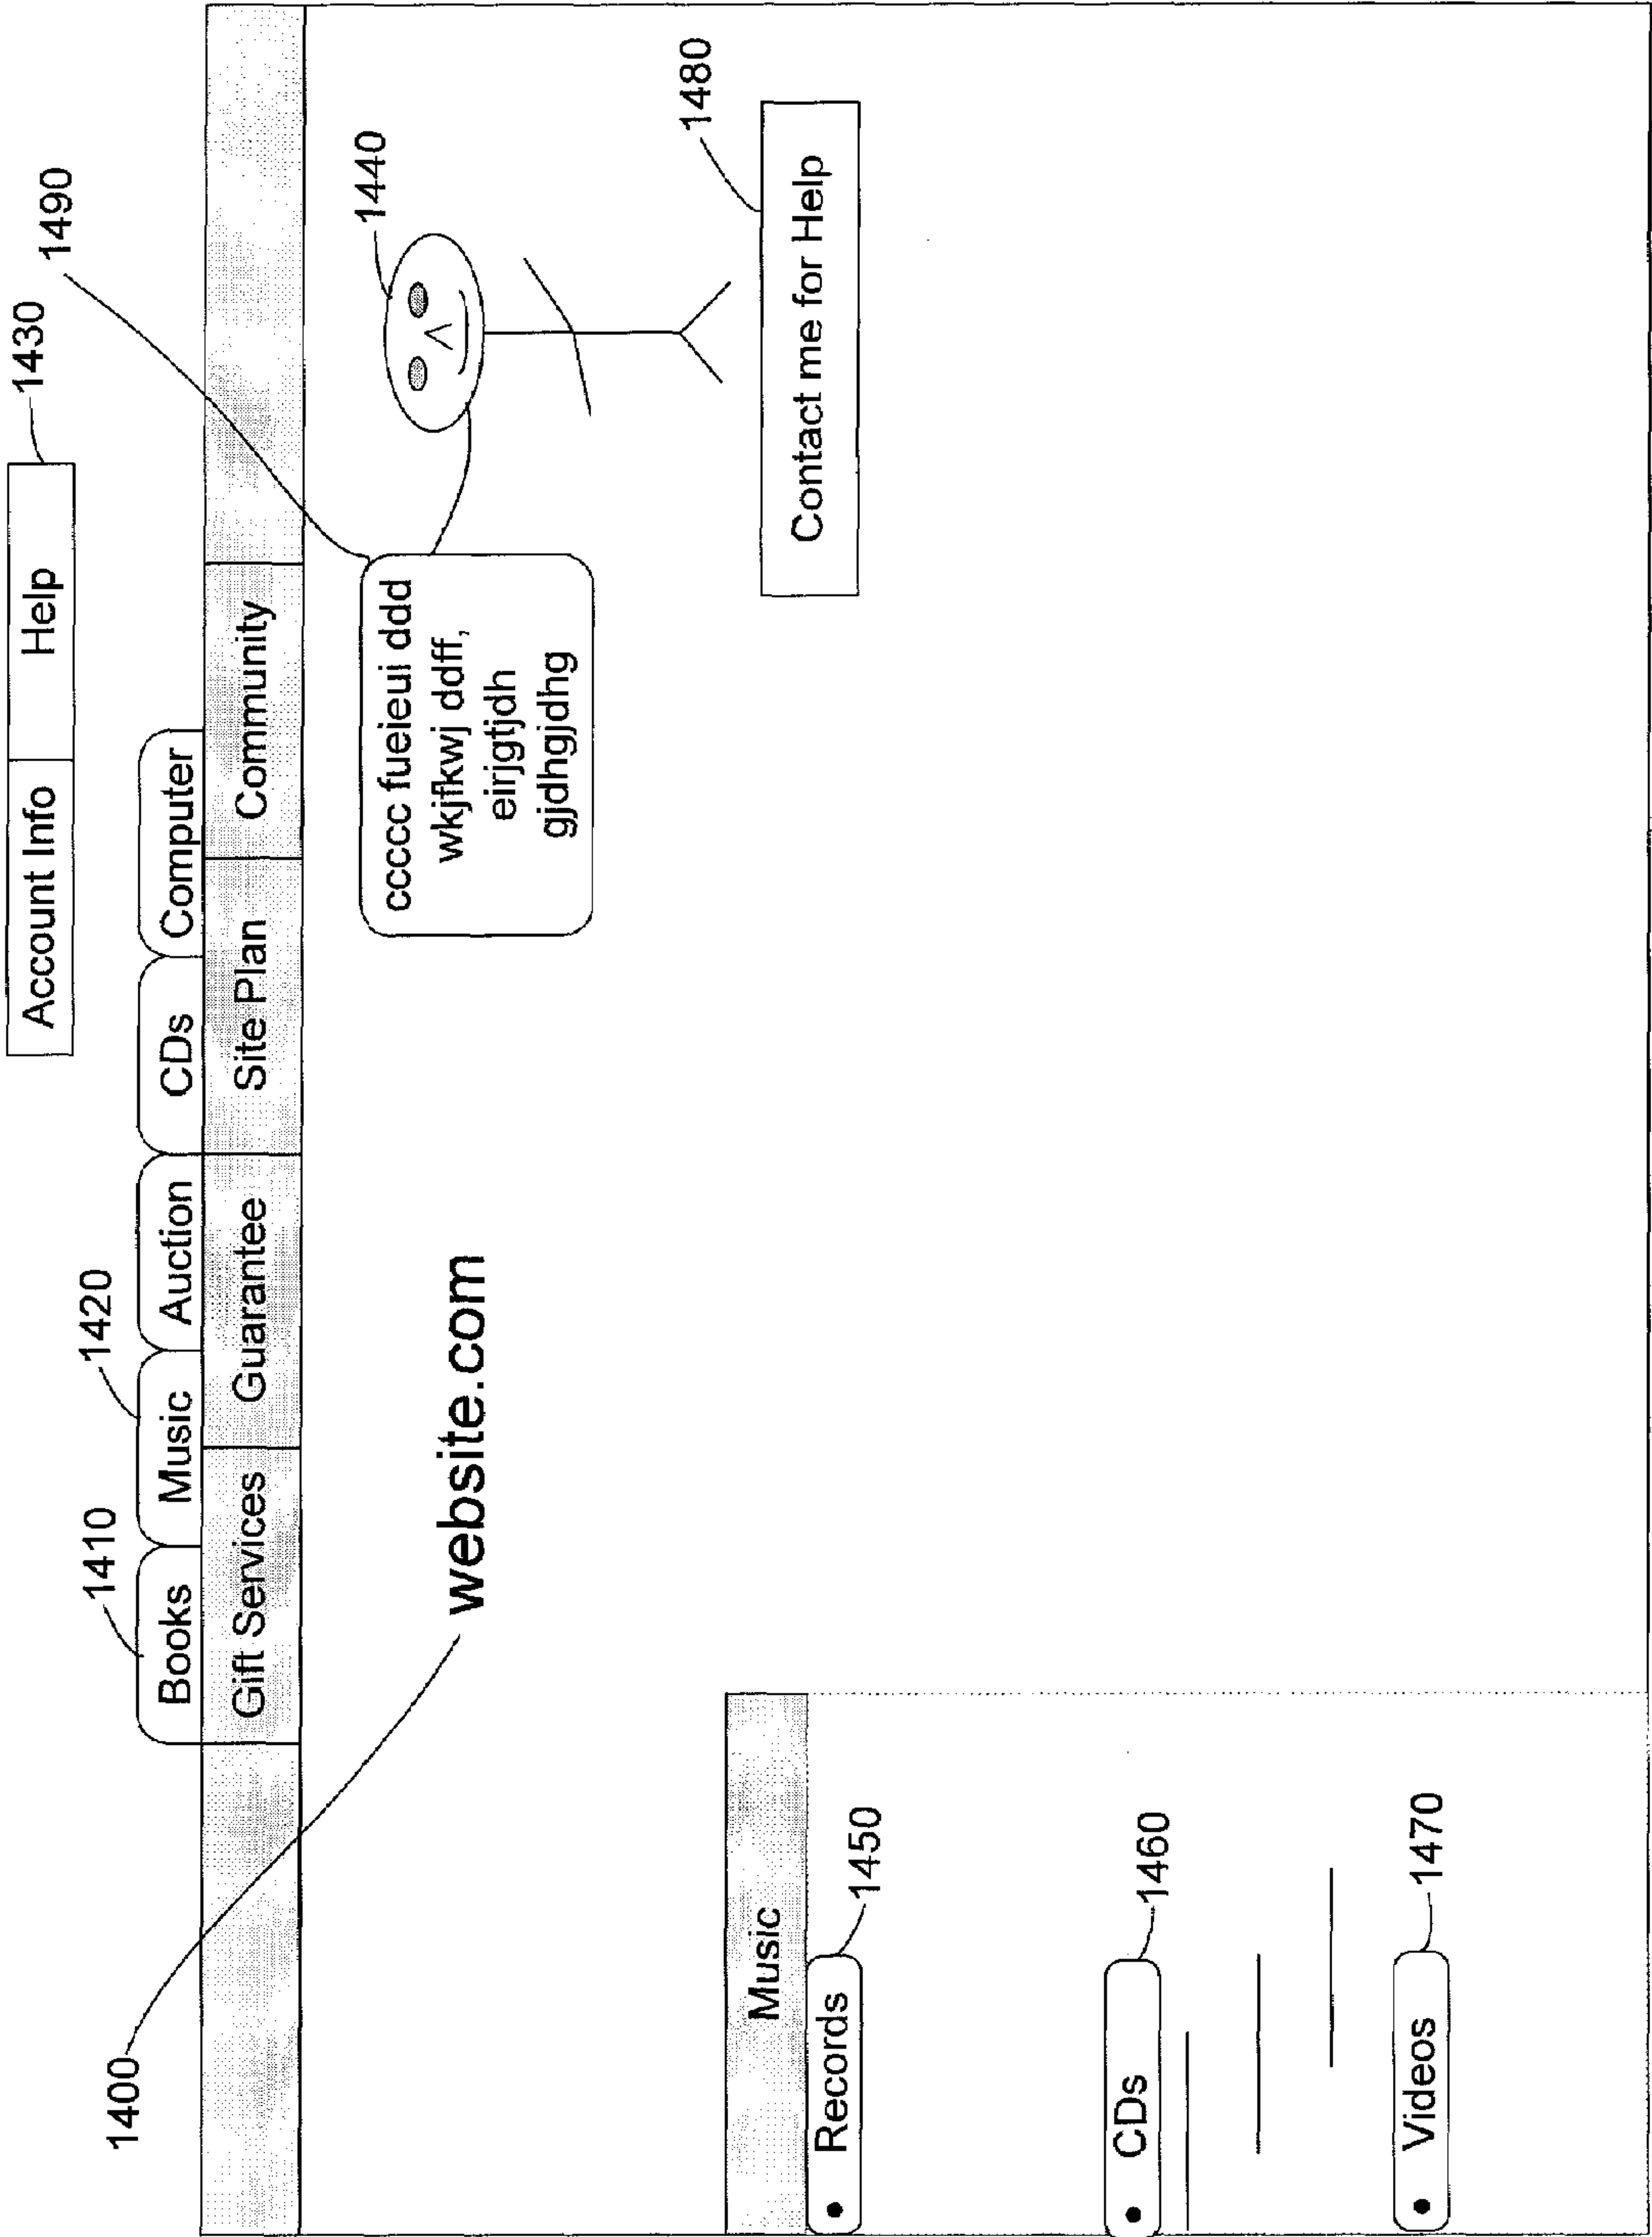 1490
1430
Account Info Help
1410
1420
Books Music Auction CDs Computer
Gift Services Guarantee Site Plan Community
1400
website.com
1440
ccccc fueieui ddd
wkjfkwj ddff,
eirjgtjdh
gjdhgjdhg
1480
Contact me for Help
Music
• Records
1450
• CDs
1460
• Videos
1470